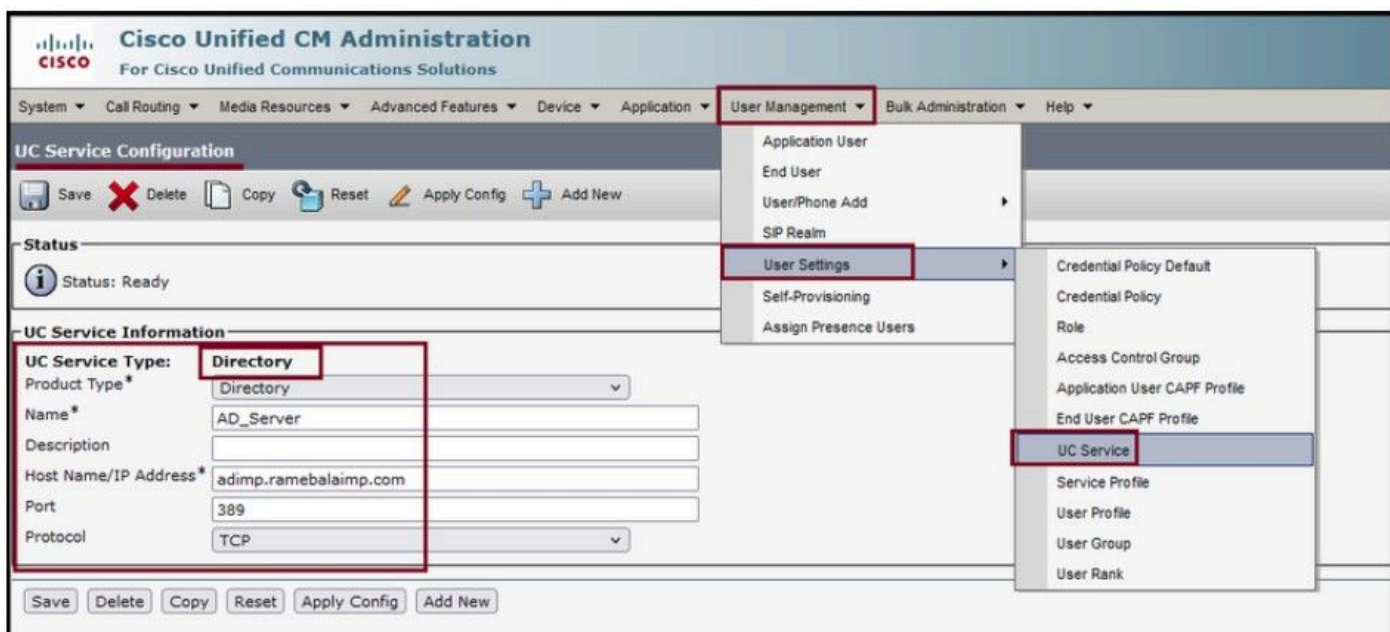 CISCO
Cisco Unified CM Administration
For Cisco Unified Communications Solutions
System Call Routing Media Resources Advanced Features Device Application User Management Bulk Administration Help
UC Service Configuration
Save Delete Copy Reset Apply Config Add New
Application User
End User
User/Phone Add
SIP Realm
User Settings
Self-Provisioning
Assign Presence Users
Credential Policy Default
Credential Policy
Role
Access Control Group
Application User CAPF Profile
End User CAPF Profile
UC Service
Service Profile
User Profile
User Group
User Rank
Status
Status: Ready
UC Service Information
UC Service Type: Directory
Product Type* Directory
Name* AD_Server
Description
Host Name/IP Address* adimp.ramebalaimp.com
Port 389
Protocol TCP
Save Delete Copy Reset Apply Config Add New